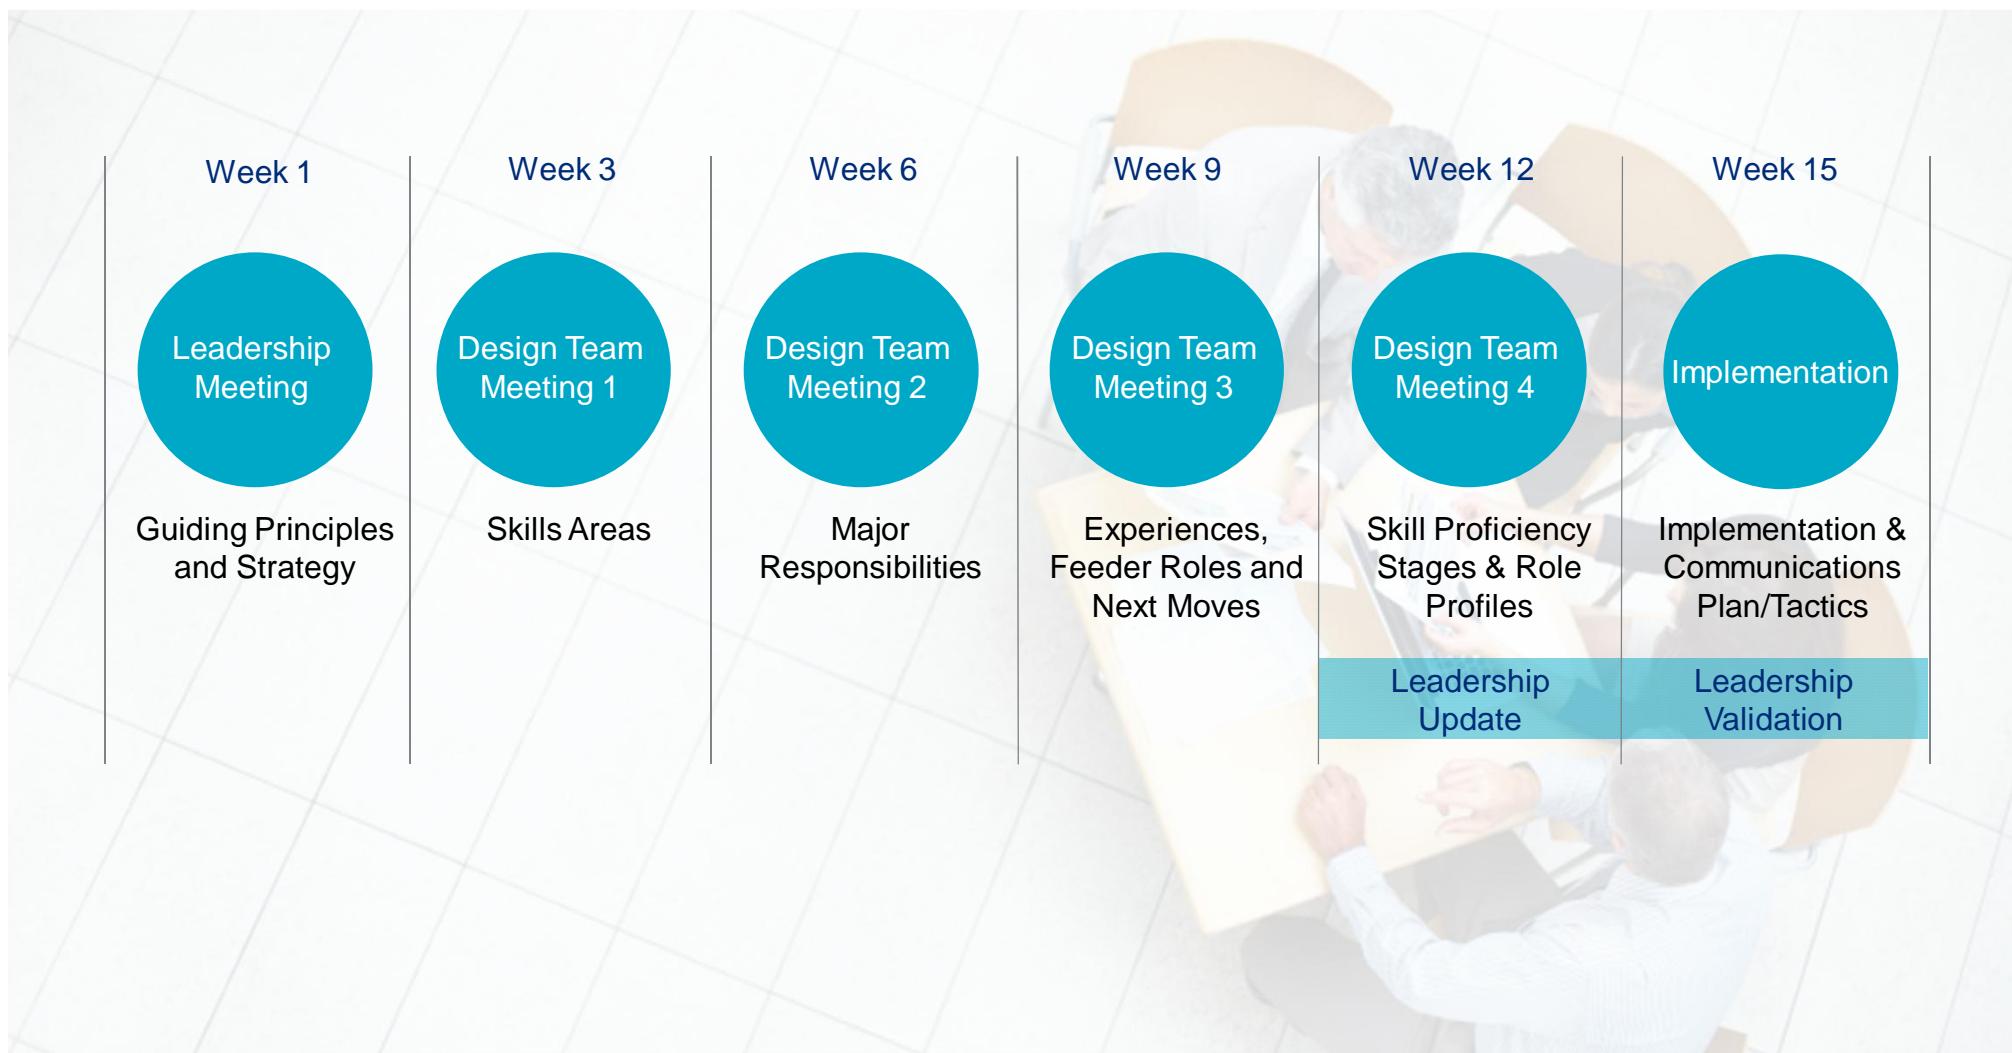 Week 1
Week 3
Week 6
Week 9
Week 12
Week 15
Leadership
Meeting
Design Team
Meeting 1
Design Team
Meeting 2
Design Team
Meeting 3
Design Team
Meeting 4
Implementation
Guiding Principles
and Strategy
Skills Areas
Major
Responsibilities
Experiences,
Feeder Roles and
Next Moves
Skill Proficiency
Stages & Role
Profiles
Implementation &
Communications
Plan/Tactics
Leadership
Update
Leadership
Validation